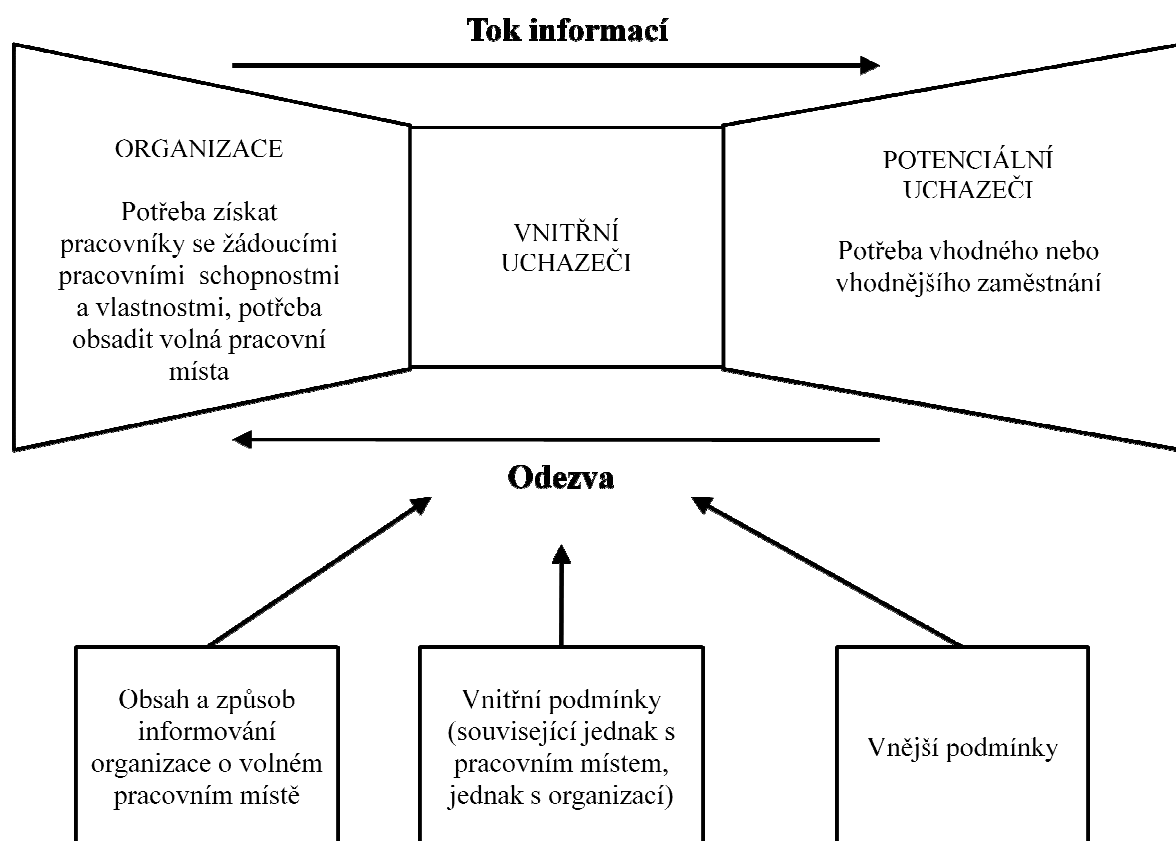 Tok informací
ORGANIZACE
Potřeba získat
pracovníky se žádoucími
pracovními schopnostmi
a vlastnostmi, potřeba
obsadit volná pracovní
místa
VNITŘNÍ
UCHAZEČI
POTENCIÁLNÍ
UCHAZEČI
Potřeba vhodného nebo
vhodnějšího zaměstnání
Odezva
Obsah a způsob
informování
organizace o volném
pracovním místě
Vnitřní podmínky
(související jednak s
pracovním místem,
jednak s organizací)
Vnější podmínky